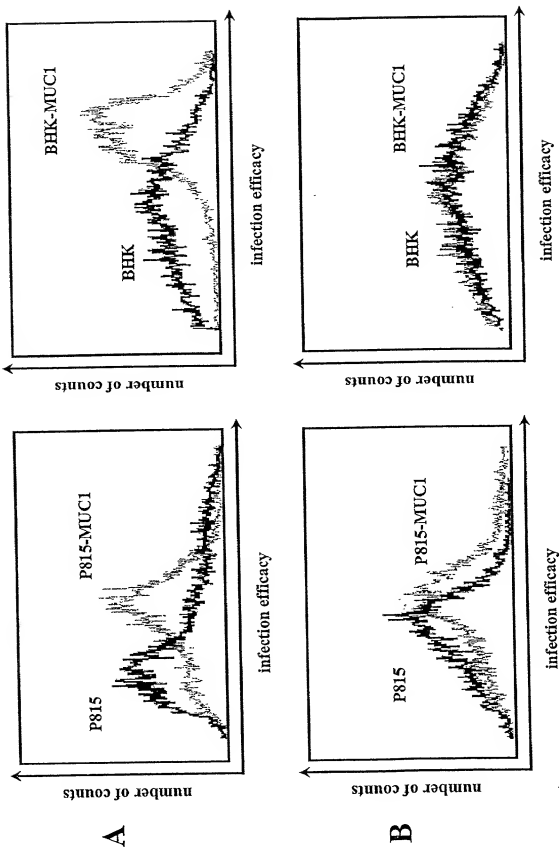 A
number of counts
P815
P815-MUC1
infection efficacy
number of counts
BHK
BHK-MUC1
infection efficacy
B
number of counts
P815
P815-MUC1
infection efficacy
number of counts
BHK
BHK-MUC1
infection efficacy